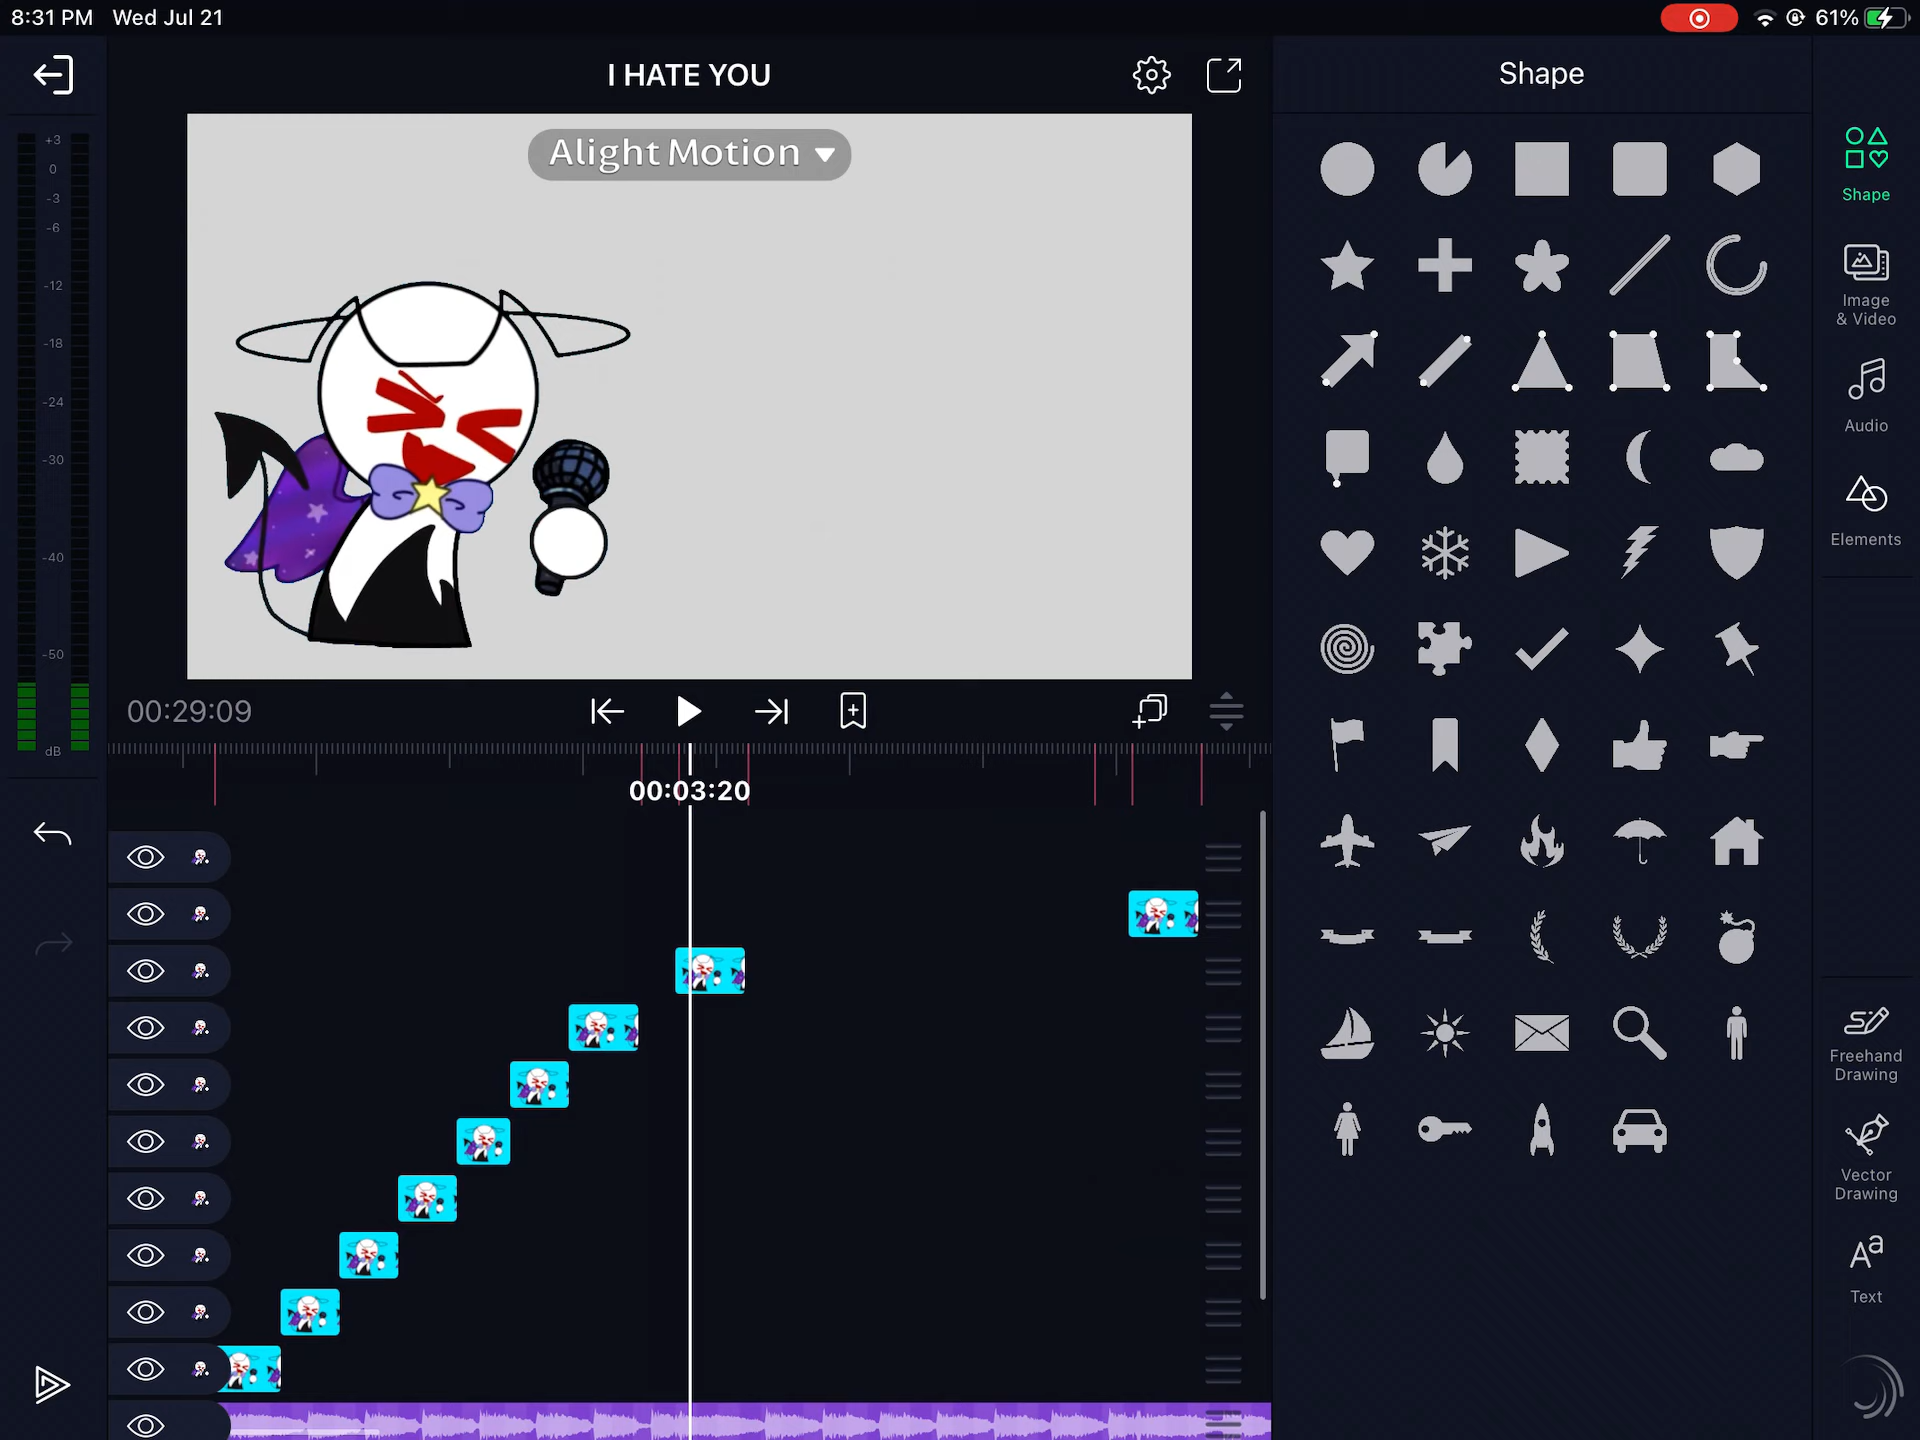 8:31 PM Wed Jul 21
61%
I HATE YOU
Shape
Alight Motion
+3
0
-3
-6
-12
-18
-24
-30
-40
-50
dB
Shape
Image
& Video
Audio
Elements
00:29:09
00:03:20
Freehand
Drawing
Vector
Drawing
Aa
Text